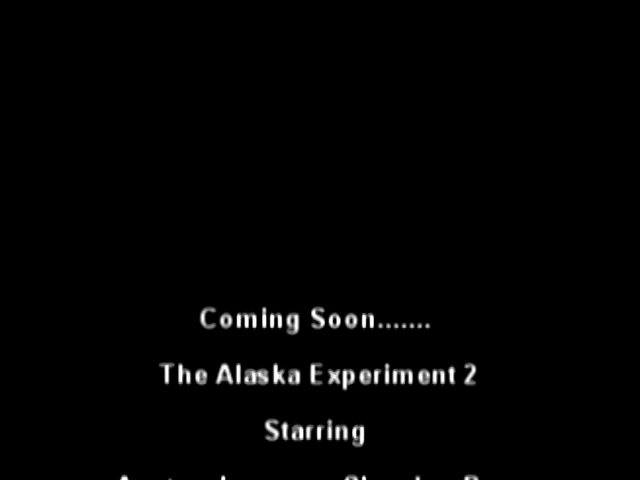 Coming Soon.......
The Alaska Experiment 2
Starring